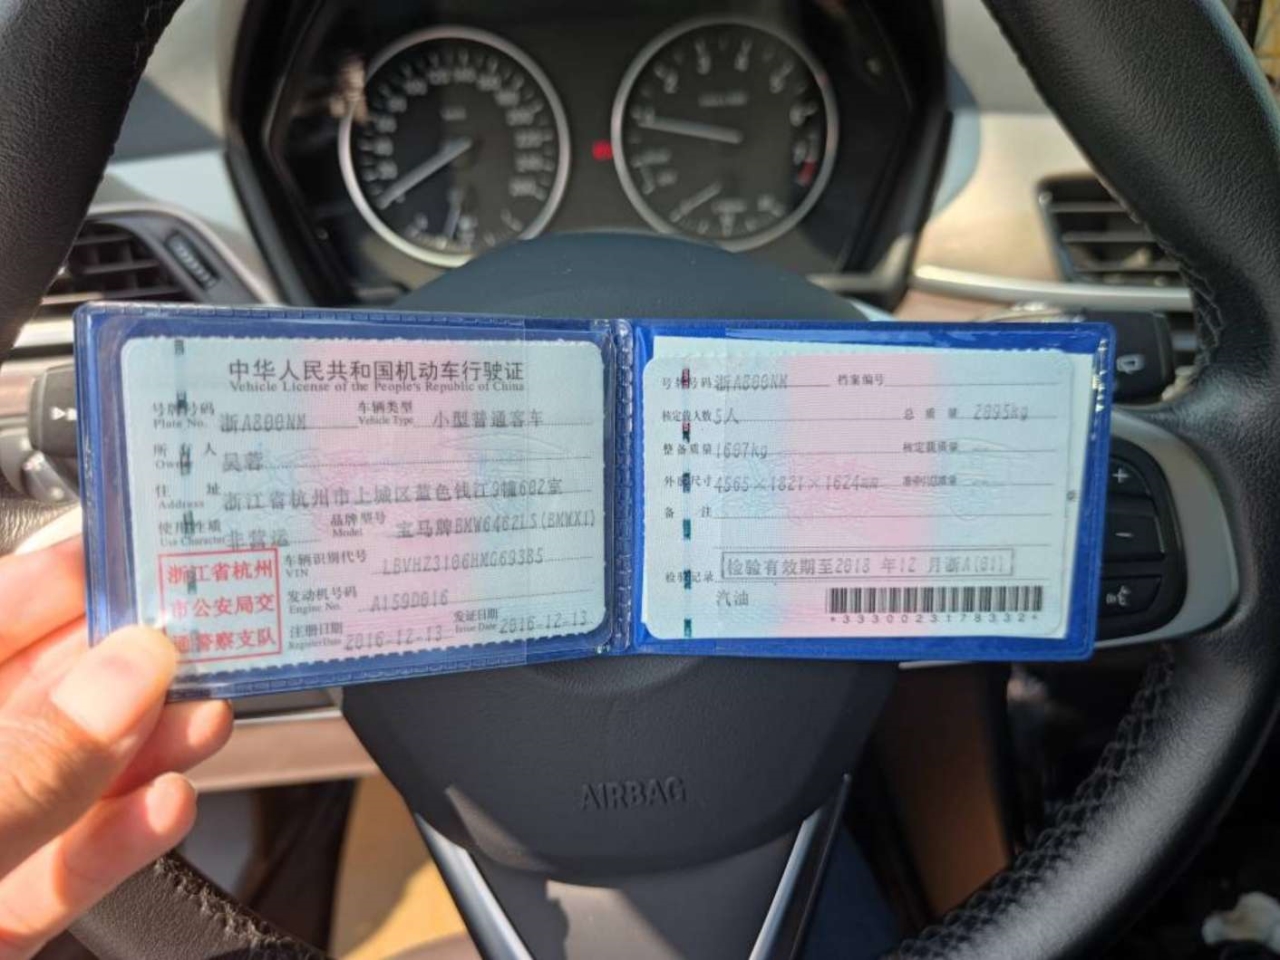 中华人民共和国机动车行驶证
Vehicle License of the People's Republic of China
号牌号码 Plate No. 浙A800NM 车辆类型 Vehicle Type 小型普通客车
所有人 Owner 吴蓉
住址 Address 浙江省杭州市上城区蓝色钱江9幢602室
使用性质 Use Character 非营运 品牌型号 Model 宝马牌BMW6462LS(BMWX1)
浙江省杭州
市公安局交
通警察支队
车辆识别代号 VIN LBVHZ3106HMG69385
发动机号码 Engine No. A159D016
注册日期 Register Date 2016-12-13 发证日期 Issue Date 2016-12-13
号牌号码 浙A800NM 档案编号
核定载人数 5人 总质量 2095kg
整备质量 1607kg 核定载质量
外廓尺寸 4565×1821×1624mm 准牵引总质量
备注
检验记录 检验有效期至2018年12月浙A(01)
汽油
*3330023178332*
AIRBAG